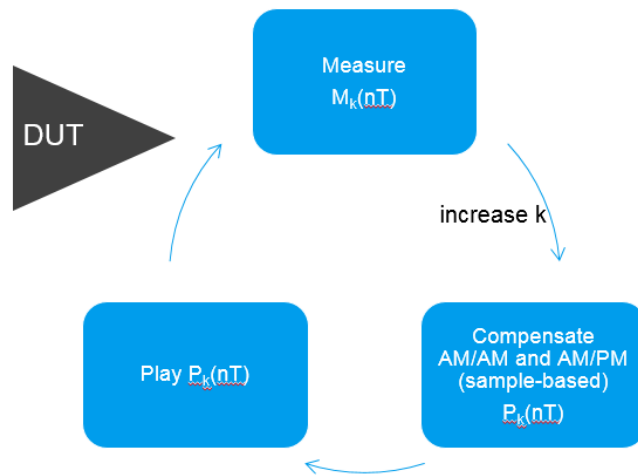 Measure
Mk(nT)
DUT
increase k
Compensate
AM/AM and AM/PM
(sample-based)
Pk(nT)
Play Pk(nT)